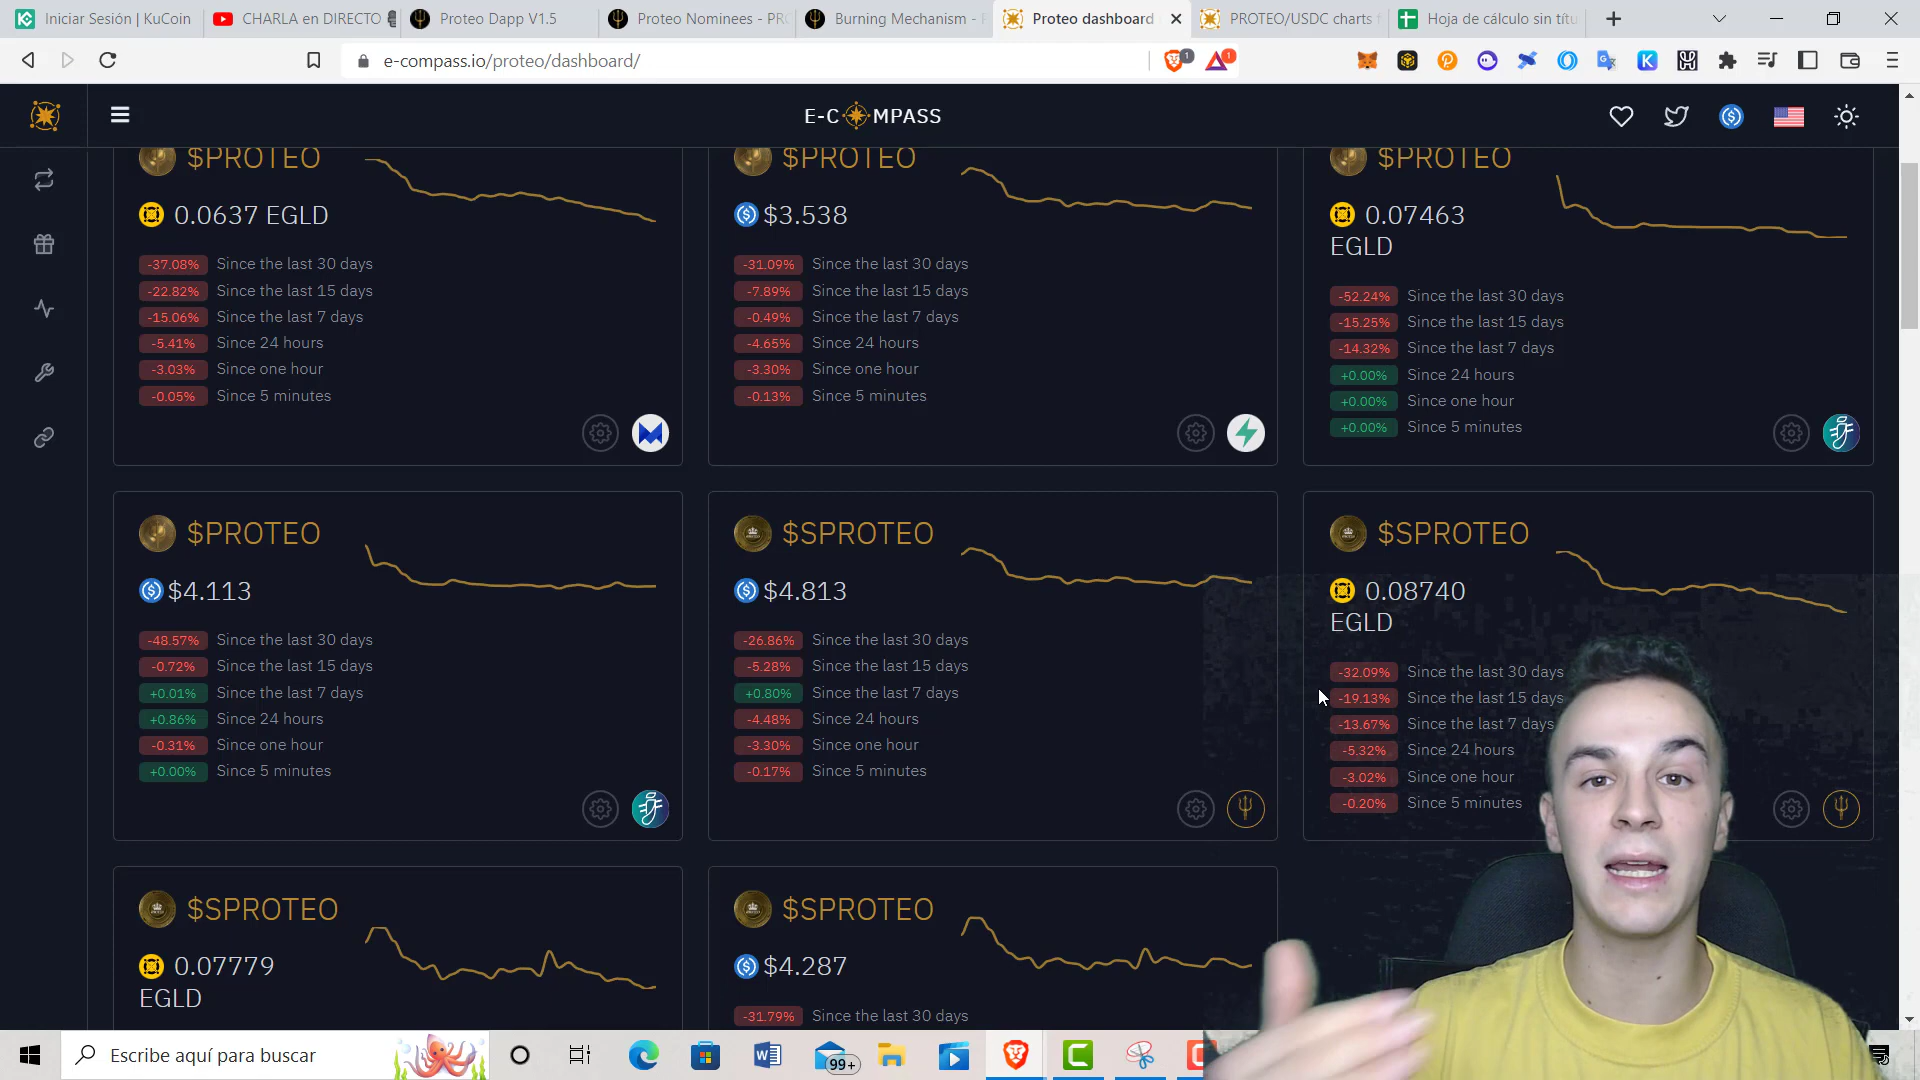 Iniciar Sesión | KuCoin
CHARLA en DIRECTO
Proteo Dapp V1.5
Proteo Nominees - PRO
Burning Mechanism -
Proteo dashboard
PROTEO/USDC charts
Hoja de cálculo sin títu
e-compass.io/proteo/dashboard/
1
1
E-C MPASS
$PROTEO
0.0637 EGLD
-37.08% Since the last 30 days
-22.82% Since the last 15 days
-15.06% Since the last 7 days
-5.41% Since 24 hours
-3.03% Since one hour
-0.05% Since 5 minutes
$PROTEO
$3.538
-31.09% Since the last 30 days
-7.89% Since the last 15 days
-0.49% Since the last 7 days
-4.65% Since 24 hours
-3.30% Since one hour
-0.13% Since 5 minutes
$PROTEO
0.07463
EGLD
-52.24% Since the last 30 days
-15.25% Since the last 15 days
-14.32% Since the last 7 days
+0.00% Since 24 hours
+0.00% Since one hour
+0.00% Since 5 minutes
$PROTEO
$4.113
-48.57% Since the last 30 days
-0.72% Since the last 15 days
+0.01% Since the last 7 days
+0.86% Since 24 hours
-0.31% Since one hour
+0.00% Since 5 minutes
$SPROTEO
$4.813
-26.86% Since the last 30 days
-5.28% Since the last 15 days
+0.80% Since the last 7 days
-4.48% Since 24 hours
-3.30% Since one hour
-0.17% Since 5 minutes
$SPROTEO
0.08740
EGLD
-32.09% Since the last 30 days
-19.13% Since the last 15 days
-13.67% Since the last 7 days
-5.32% Since 24 hours
-3.02% Since one hour
-0.20% Since 5 minutes
$SPROTEO
0.07779
EGLD
$SPROTEO
$4.287
-31.79% Since the last 30 days
Escribe aquí para buscar
99+